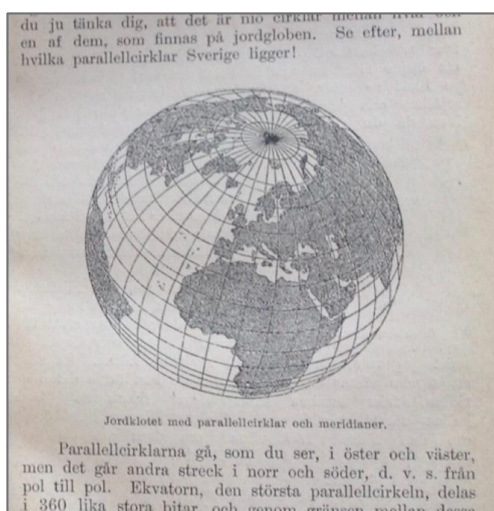 du ju tänka dig, att det är mo cirklar mellan hvar och
en af dem, som finnas på jordgloben. Se efter, mellan
hvilka parallellcirklar Sverige ligger!
Jordklotet med parallellcirklar och meridianer.
Parallellcirklarna gå, som du ser, i öster och väster,
men det går andra streck i norr och söder, d. v. s. från
pol till pol. Ekvatorn, den största parallellcirkeln, delas
i 360 lika stora bitar, och genom gränsen mellan dessa